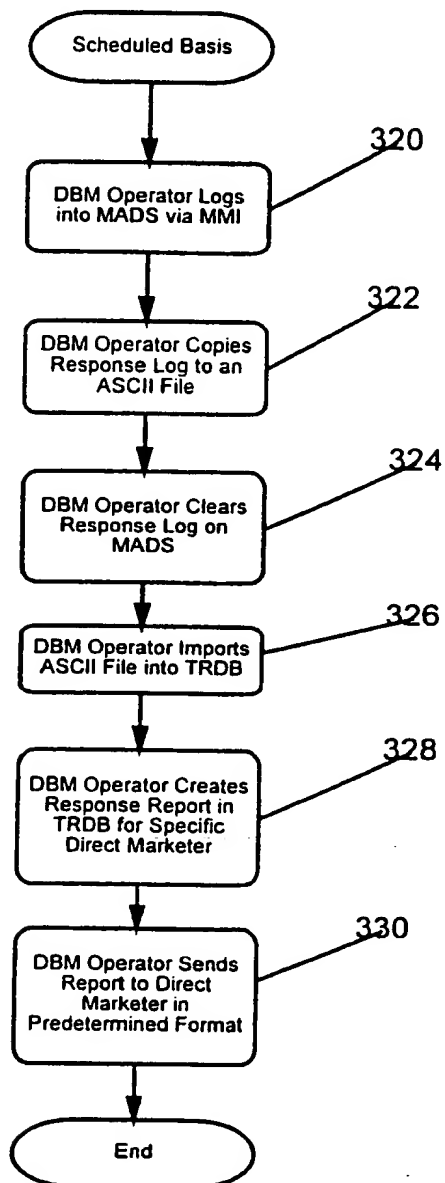 Scheduled Basis
320
DBM Operator Logs
into MADS via MMI
322
DBM Operator Copies
Response Log to an
ASCII File
324
DBM Operator Clears
Response Log on
MADS
326
DBM Operator Imports
ASCII File into TRDB
328
DBM Operator Creates
Response Report in
TRDB for Specific
Direct Marketer
330
DBM Operator Sends
Report to Direct
Marketer in
Predetermined Format
End